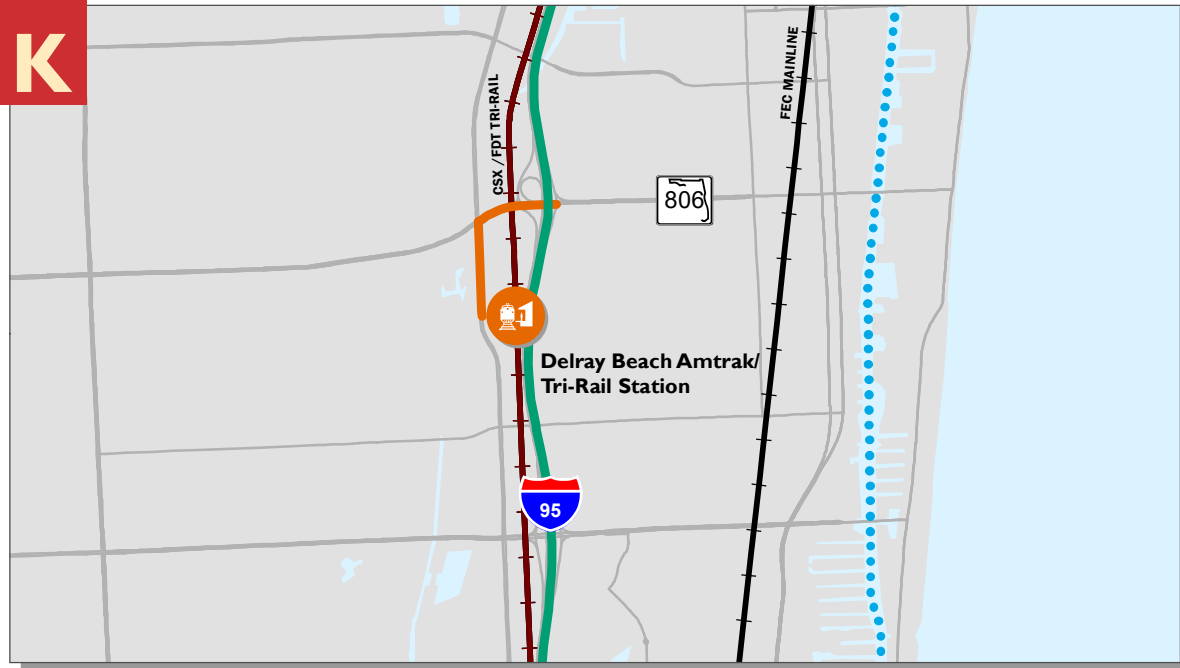 K
CSX / FDT TRI-RAIL
FEC MAINLINE
806
Delray Beach Amtrak/
Tri-Rail Station
95